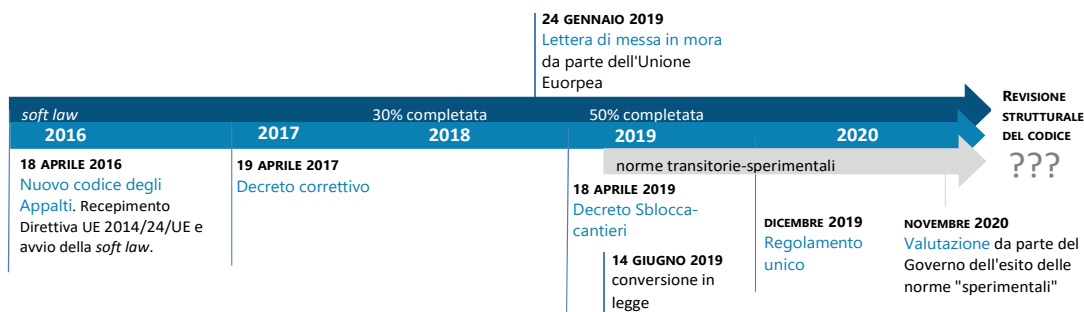 24 GENNAIO 2019
Lettera di messa in mora
da parte dell'Unione
Euorpea
soft law
30% completata
50% completata
2016
2017
2018
2019
2020
REVISIONE
STRUTTURALE
DEL CODICE
???
norme transitorie-sperimentali
18 APRILE 2016
Nuovo codice degli
Appalti. Recepimento
Direttiva UE 2014/24/UE e
avvio della soft law.
19 APRILE 2017
Decreto correttivo
18 APRILE 2019
Decreto Sblocca-
cantieri
14 GIUGNO 2019
conversione in
legge
DICEMBRE 2019
Regolamento
unico
NOVEMBRE 2020
Valutazione da parte del
Governo dell'esito delle
norme "sperimentali"